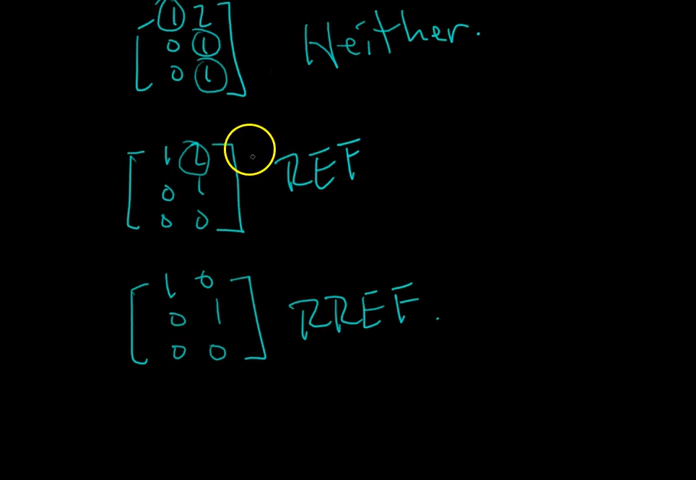 1 2
0 1 Neither.
0 1
1 2
0 1 REF
0 0
1 0
0 1 RREF.
0 0